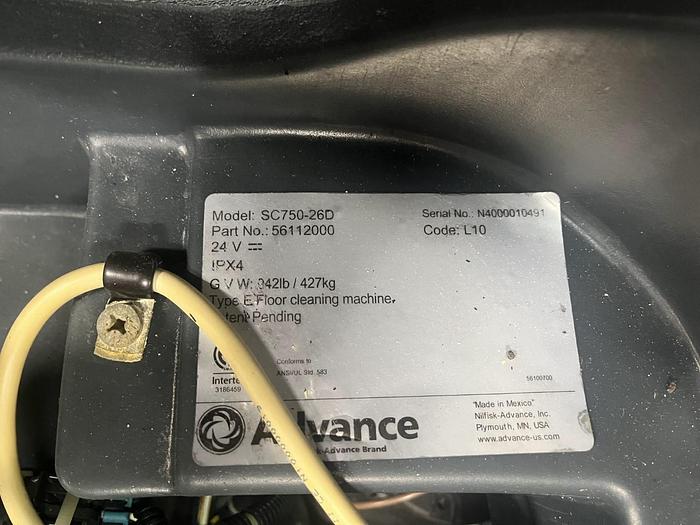 Model: SC750-26D
Serial No.: N4000010491
Part No.: 56112000
Code: L10
24 V
IPX4
G V W: 942lb / 427kg
Type E Floor cleaning machine.
Pending
Conforms to
ANSI/UL Std. 583
3186459
56100700
Advance
Advance Brand
"Made in Mexico"
Nilfisk-Advance, Inc.
Plymouth, MN, USA
www.advance-us.com